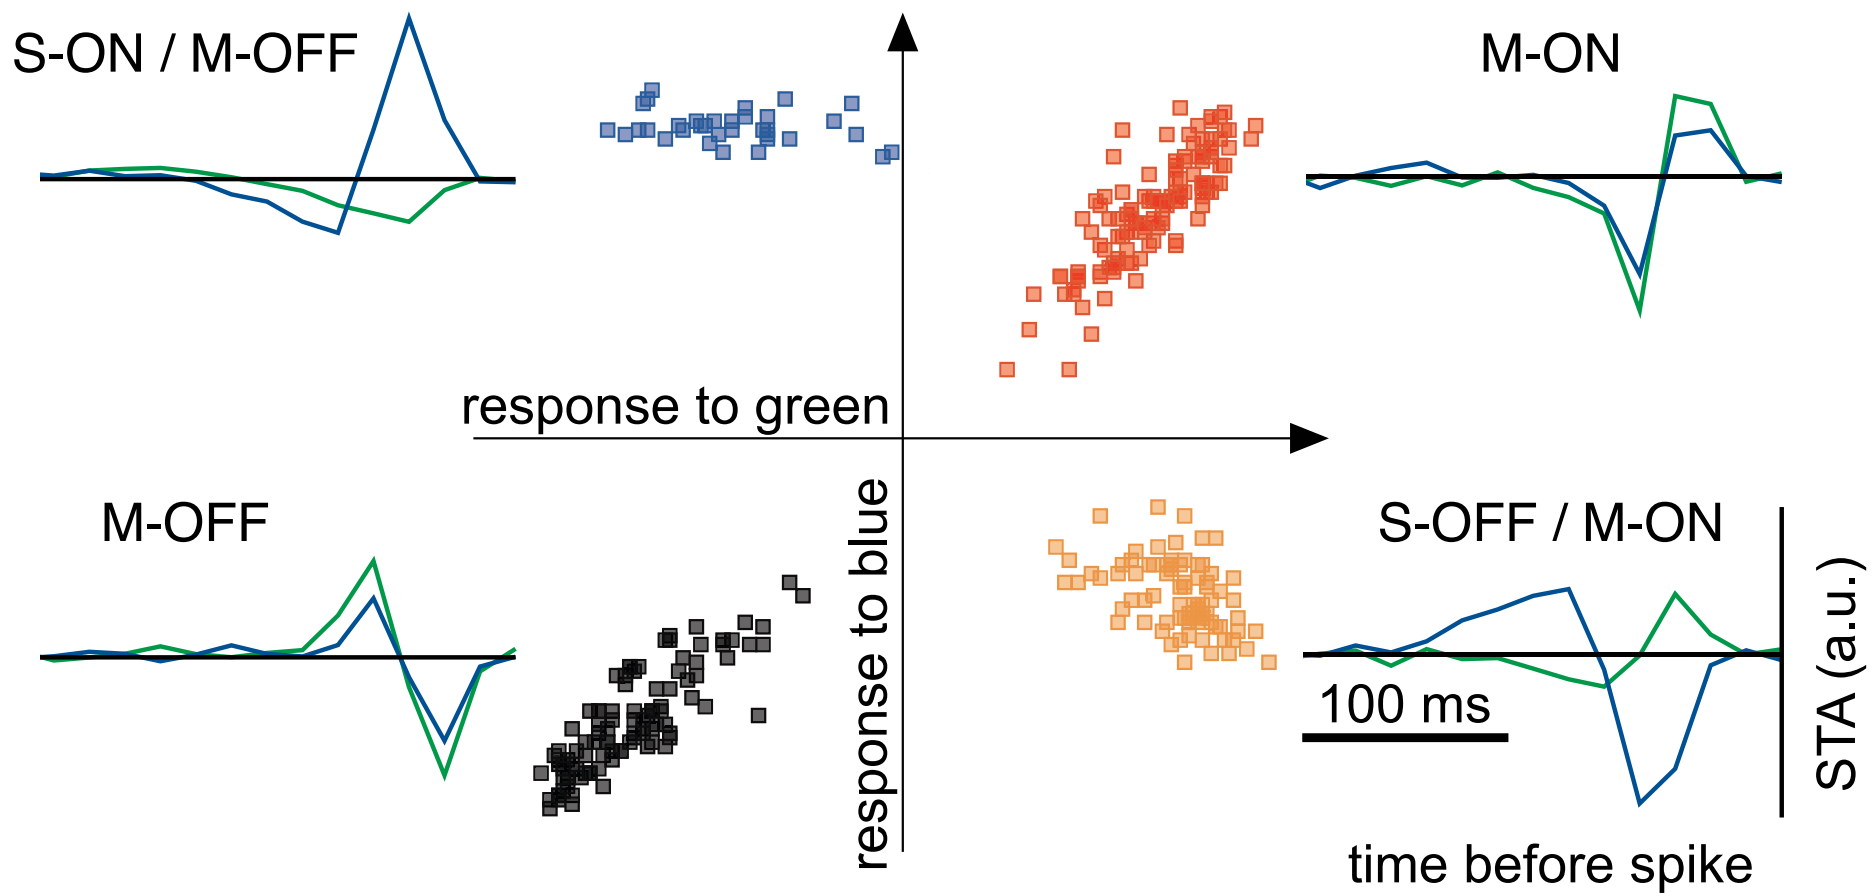 S-ON / M-OFF
M-ON
response to green
response to blue
M-OFF
S-OFF / M-ON
100 ms
STA (a.u.)
time before spike